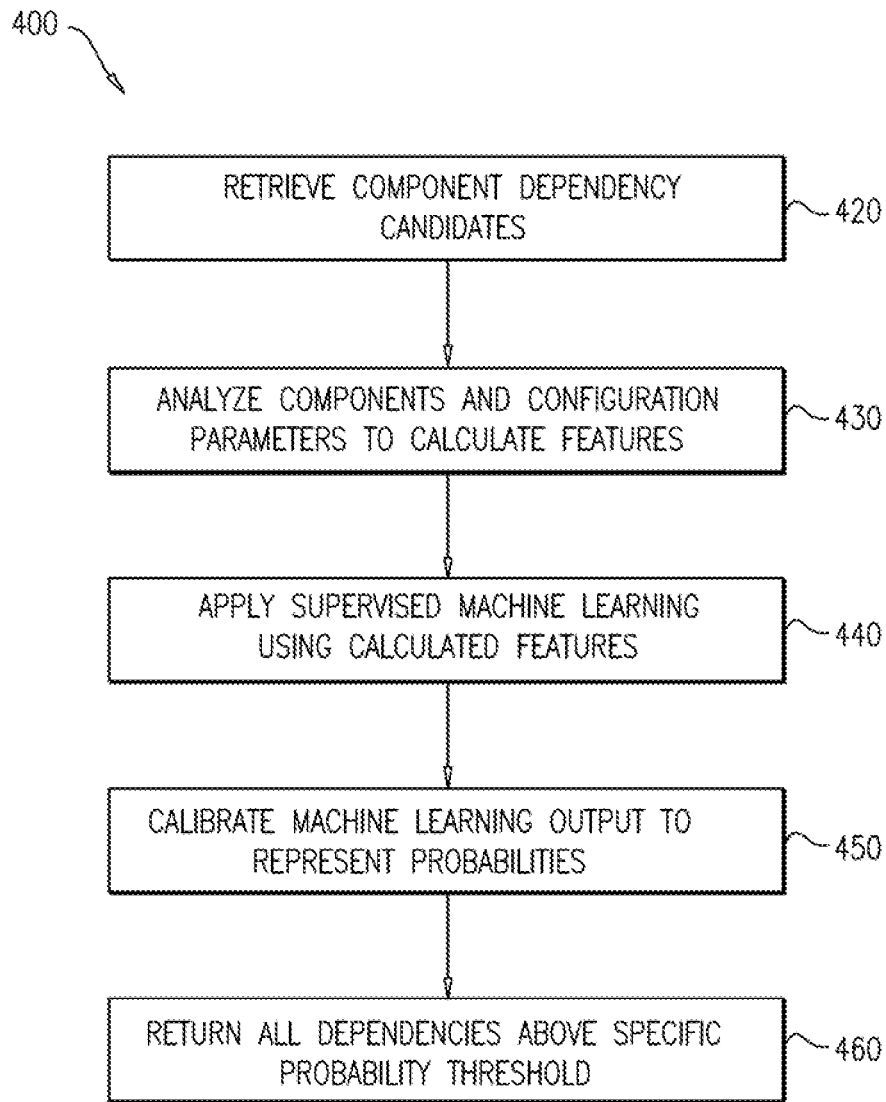 400
RETRIEVE COMPONENT DEPENDENCY
CANDIDATES
420
ANALYZE COMPONENTS AND CONFIGURATION
PARAMETERS TO CALCULATE FEATURES
430
APPLY SUPERVISED MACHINE LEARNING
USING CALCULATED FEATURES
440
CALIBRATE MACHINE LEARNING OUTPUT TO
REPRESENT PROBABILITIES
450
RETURN ALL DEPENDENCIES ABOVE SPECIFIC
PROBABILITY THRESHOLD
460